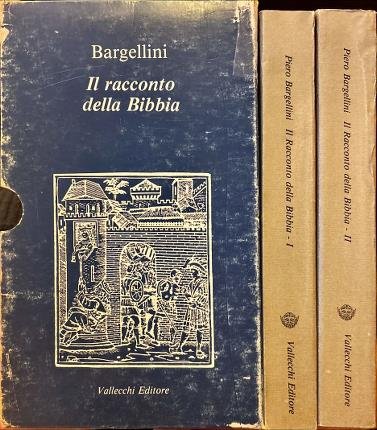 Bargellini
Il racconto
della Bibbia
Vallecchi Editore
Piero Bargellini Il Racconto della Bibbia - I Vallecchi Editore
Piero Bargellini Il Racconto della Bibbia - II Vallecchi Editore